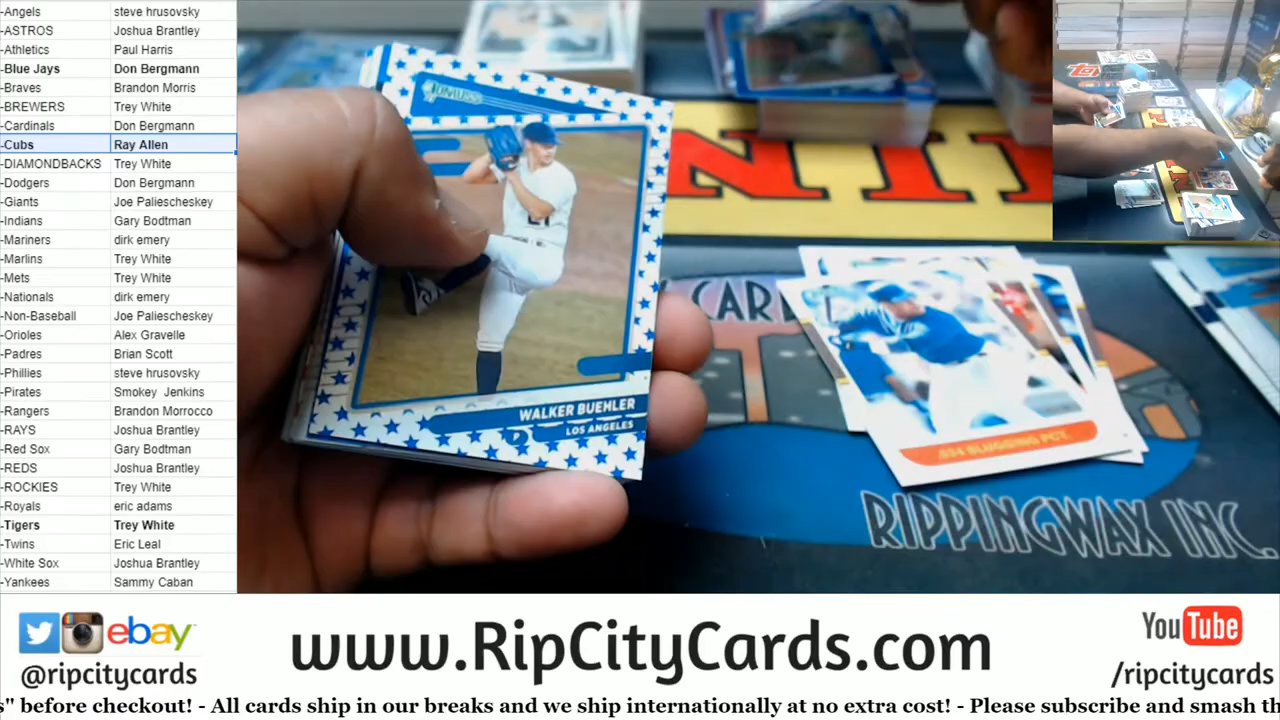 -Angels steve hrusovsky
-ASTROS Joshua Brantley
-Athletics Paul Harris
-Blue Jays Don Bergmann
-Braves Brandon Morris
-BREWERS Trey White
-Cardinals Don Bergmann
-Cubs Ray Allen
-DIAMONDBACKS Trey White
-Dodgers Don Bergmann
-Giants Joe Paliescheskey
-Indians Gary Bodtman
-Mariners dirk emery
-Marlins Trey White
-Mets Trey White
-Nationals dirk emery
-Non-Baseball Joe Paliescheskey
-Orioles Alex Gravelle
-Padres Brian Scott
-Phillies steve hrusovsky
-Pirates Smokey Jenkins
-Rangers Brandon Morrocco
-RAYS Joshua Brantley
-Red Sox Gary Bodtman
-REDS Joshua Brantley
-ROCKIES Trey White
-Royals eric adams
-Tigers Trey White
-Twins Eric Leal
-White Sox Joshua Brantley
-Yankees Sammy Caban
DONRUSS
WALKER BUEHLER
LOS ANGELES
CARD
.634 SLUGGING PCT.
RIPPINGWAX INC.
ebay
@ripcitycards
www.RipCityCards.com
YouTube
/ripcitycards
s" before checkout! - All cards ship in our breaks and we ship internationally at no extra cost! - Please subscribe and smash th